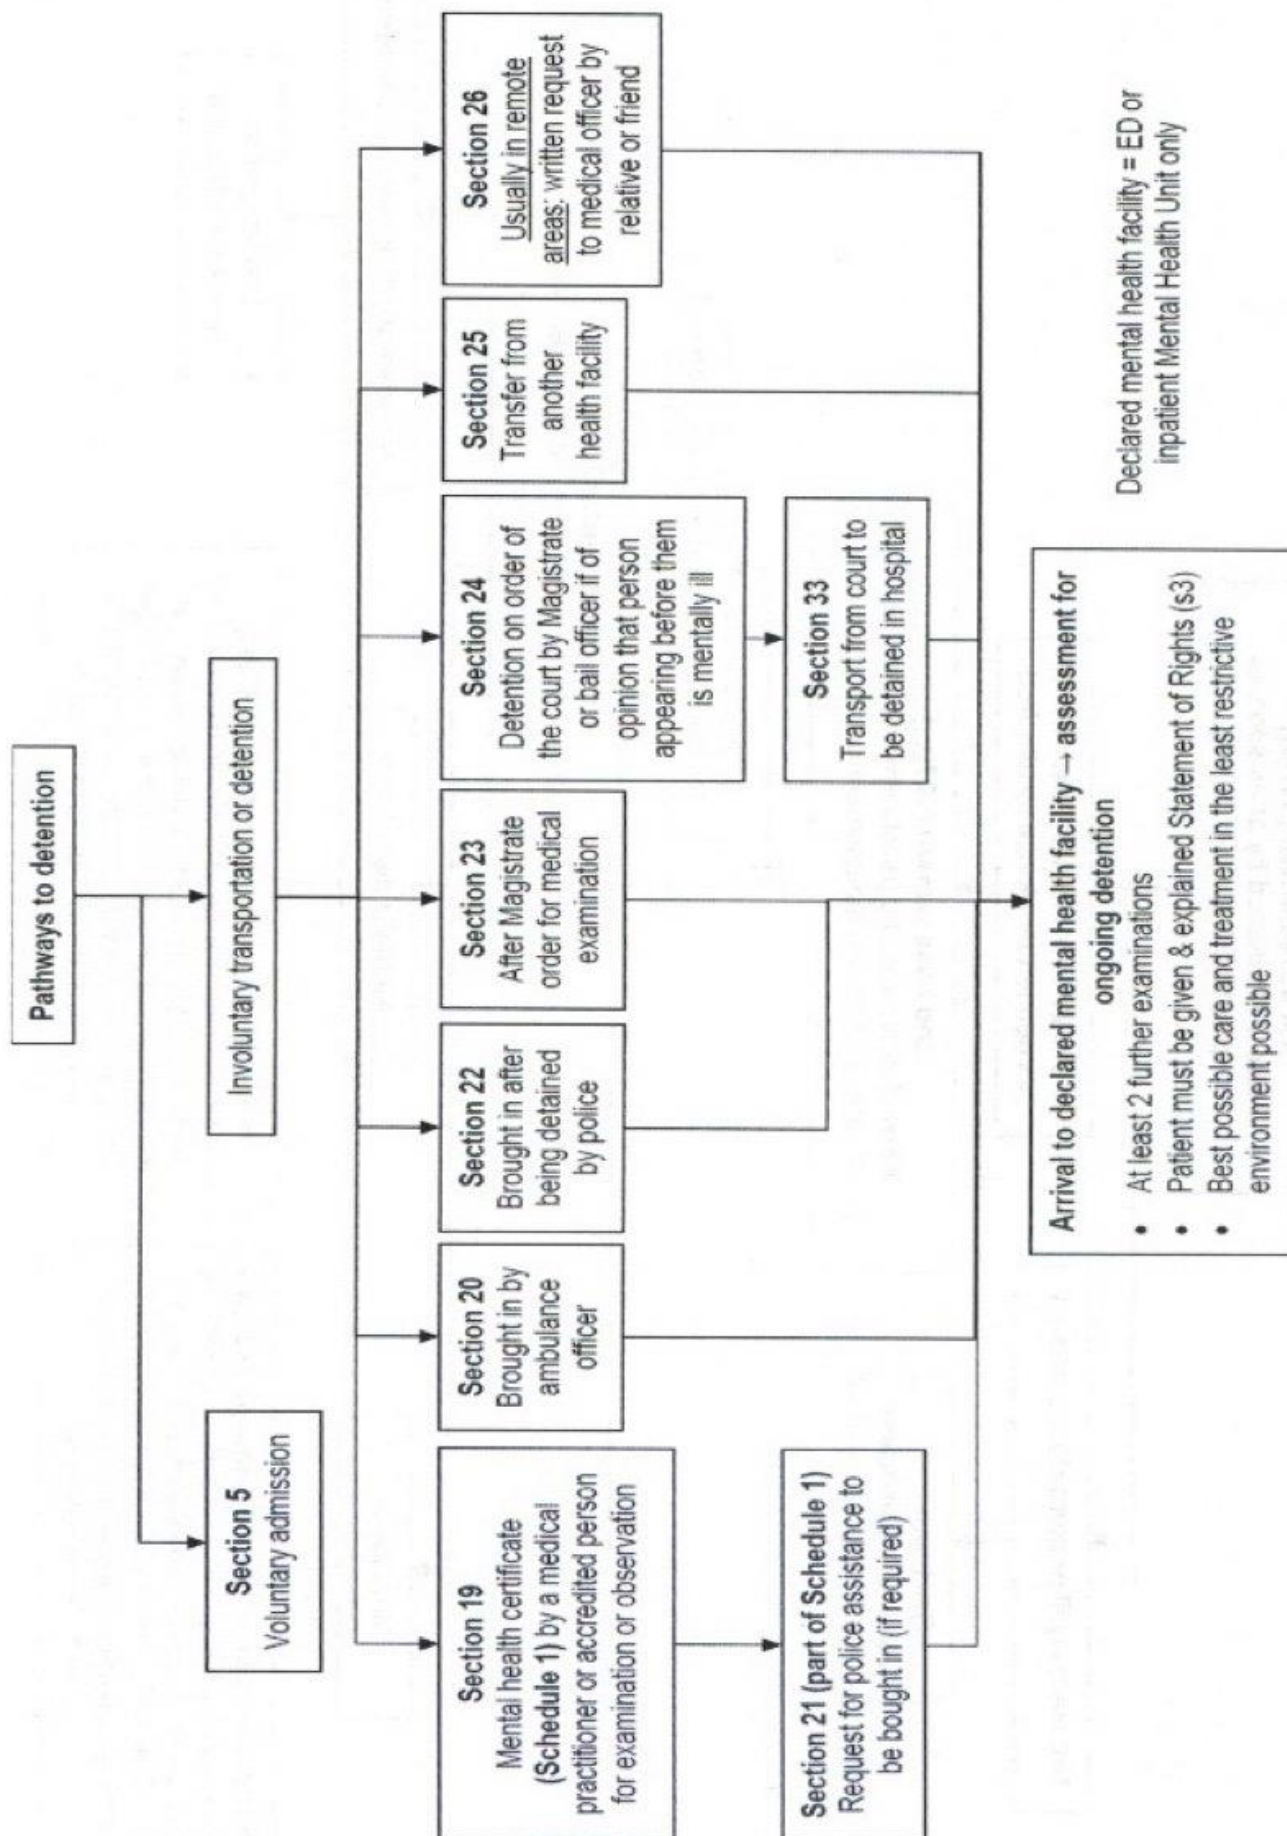 Pathways to detention
Section 5
Voluntary admission
Involuntary transportation or detention
Section 19
Mental health certificate
(Schedule 1) by a medical
practitioner or accredited person
for examination or observation
Section 20
Brought in by
ambulance
officer
Section 22
Brought in after
being detained
by police
Section 23
After Magistrate
order for medical
examination
Section 24
Detention on order of
the court by Magistrate
or bail officer if of
opinion that person
appearing before them
is mentally ill
Section 25
Transfer from
another
health facility
Section 26
Usually in remote
areas: written request
to medical officer by
relative or friend
Section 21 (part of Schedule 1)
Request for police assistance to
be bought in (if required)
Section 33
Transport from court to
be detained in hospital
Arrival to declared mental health facility → assessment for
ongoing detention
• At least 2 further examinations
• Patient must be given & explained Statement of Rights (s3)
• Best possible care and treatment in the least restrictive
environment possible
Declared mental health facility = ED or
inpatient Mental Health Unit only